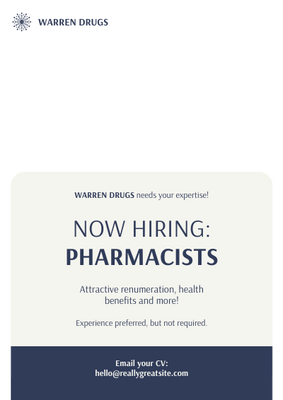 WARREN DRUGS
WARREN DRUGS needs your expertise!
NOW HIRING:
PHARMACISTS
Attractive renumeration, health
benefits and more!
Experience preferred, but not required.
Email your CV:
hello@reallygreatsite.com